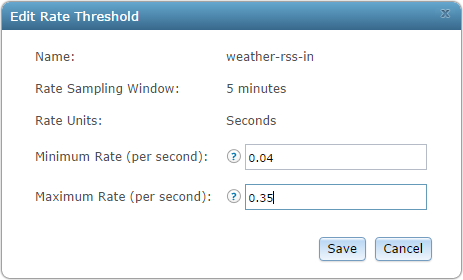 Edit Rate Threshold x
Name: weather-rss-in
Rate Sampling Window: 5 minutes
Rate Units: Seconds
Minimum Rate (per second): ? 0.04
Maximum Rate (per second): ? 0.35
Save Cancel